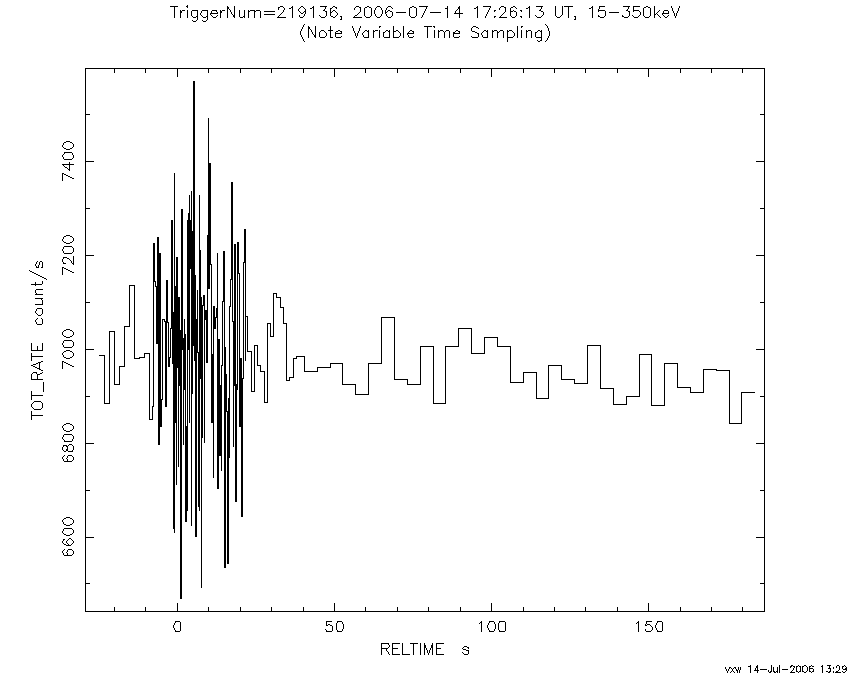 TriggerNum=219136, 2006-07-14 17:26:13 UT, 15-350keV
(Note Variable Time Sampling)
TOT_RATE count/s
7400
7200
7000
6800
6600
0 50 100 150
RELTIME s
vxw 14-Jul-2006 13:29